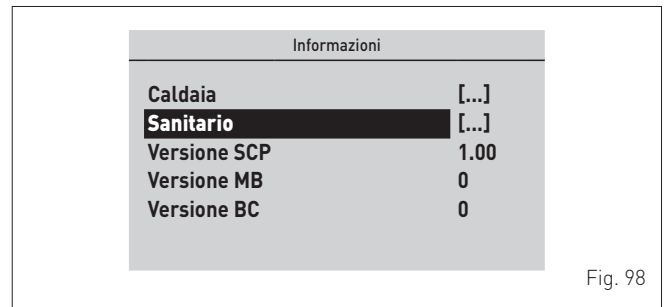 Informazioni
Caldaia [...]
Sanitario [...]
Versione SCP 1.00
Versione MB 0
Versione BC 0
Fig. 98